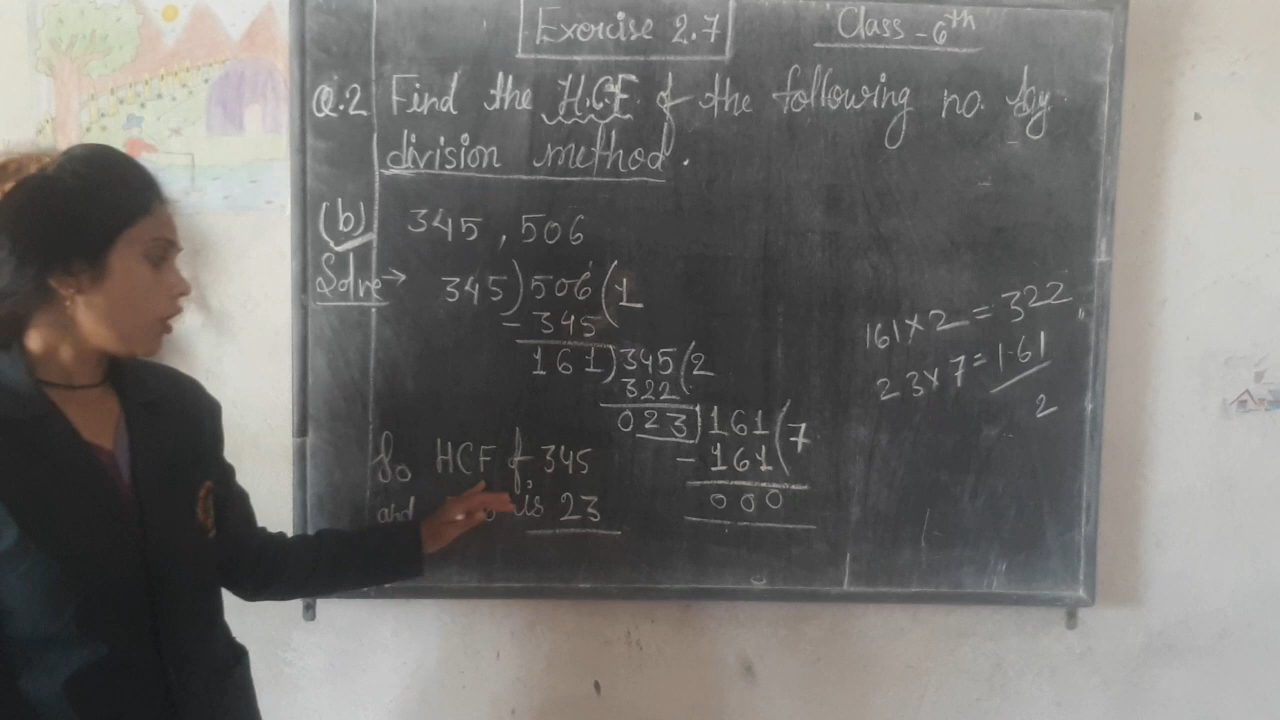 Exercise 2.7
Class - 6th
Q.2 Find the H.C.F. of the following no. by
division method.
(b) 345, 506
Solve→ 345)506(1
- 345
161)345(2
322
023)161(7
- 161
000
So HCF of 345
and is 23
161×2=322
23×7=161
2